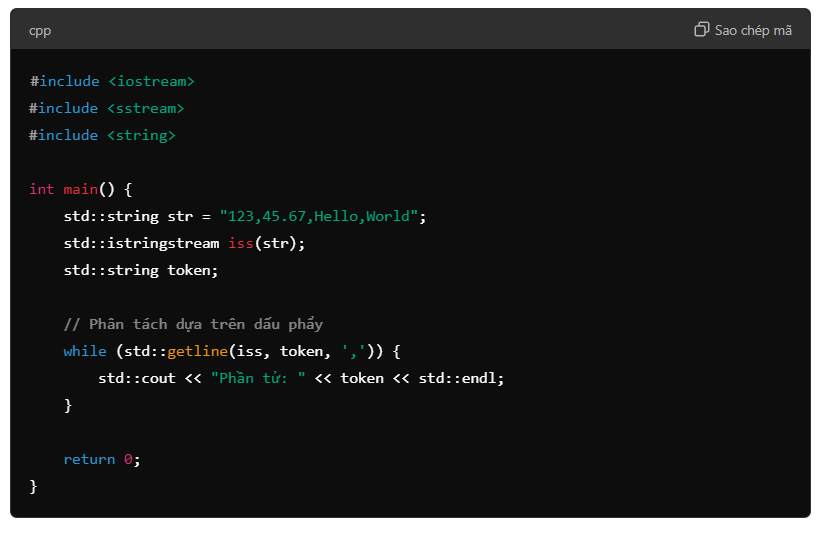 cpp
Sao chép mã
#include <iostream>
#include <sstream>
#include <string>
int main() {
    std::string str = "123,45.67,Hello,World";
    std::istringstream iss(str);
    std::string token;
    // Phân tách dựa trên dấu phẩy
    while (std::getline(iss, token, ',')) {
        std::cout << "Phần tử: " << token << std::endl;
    }
    return 0;
}